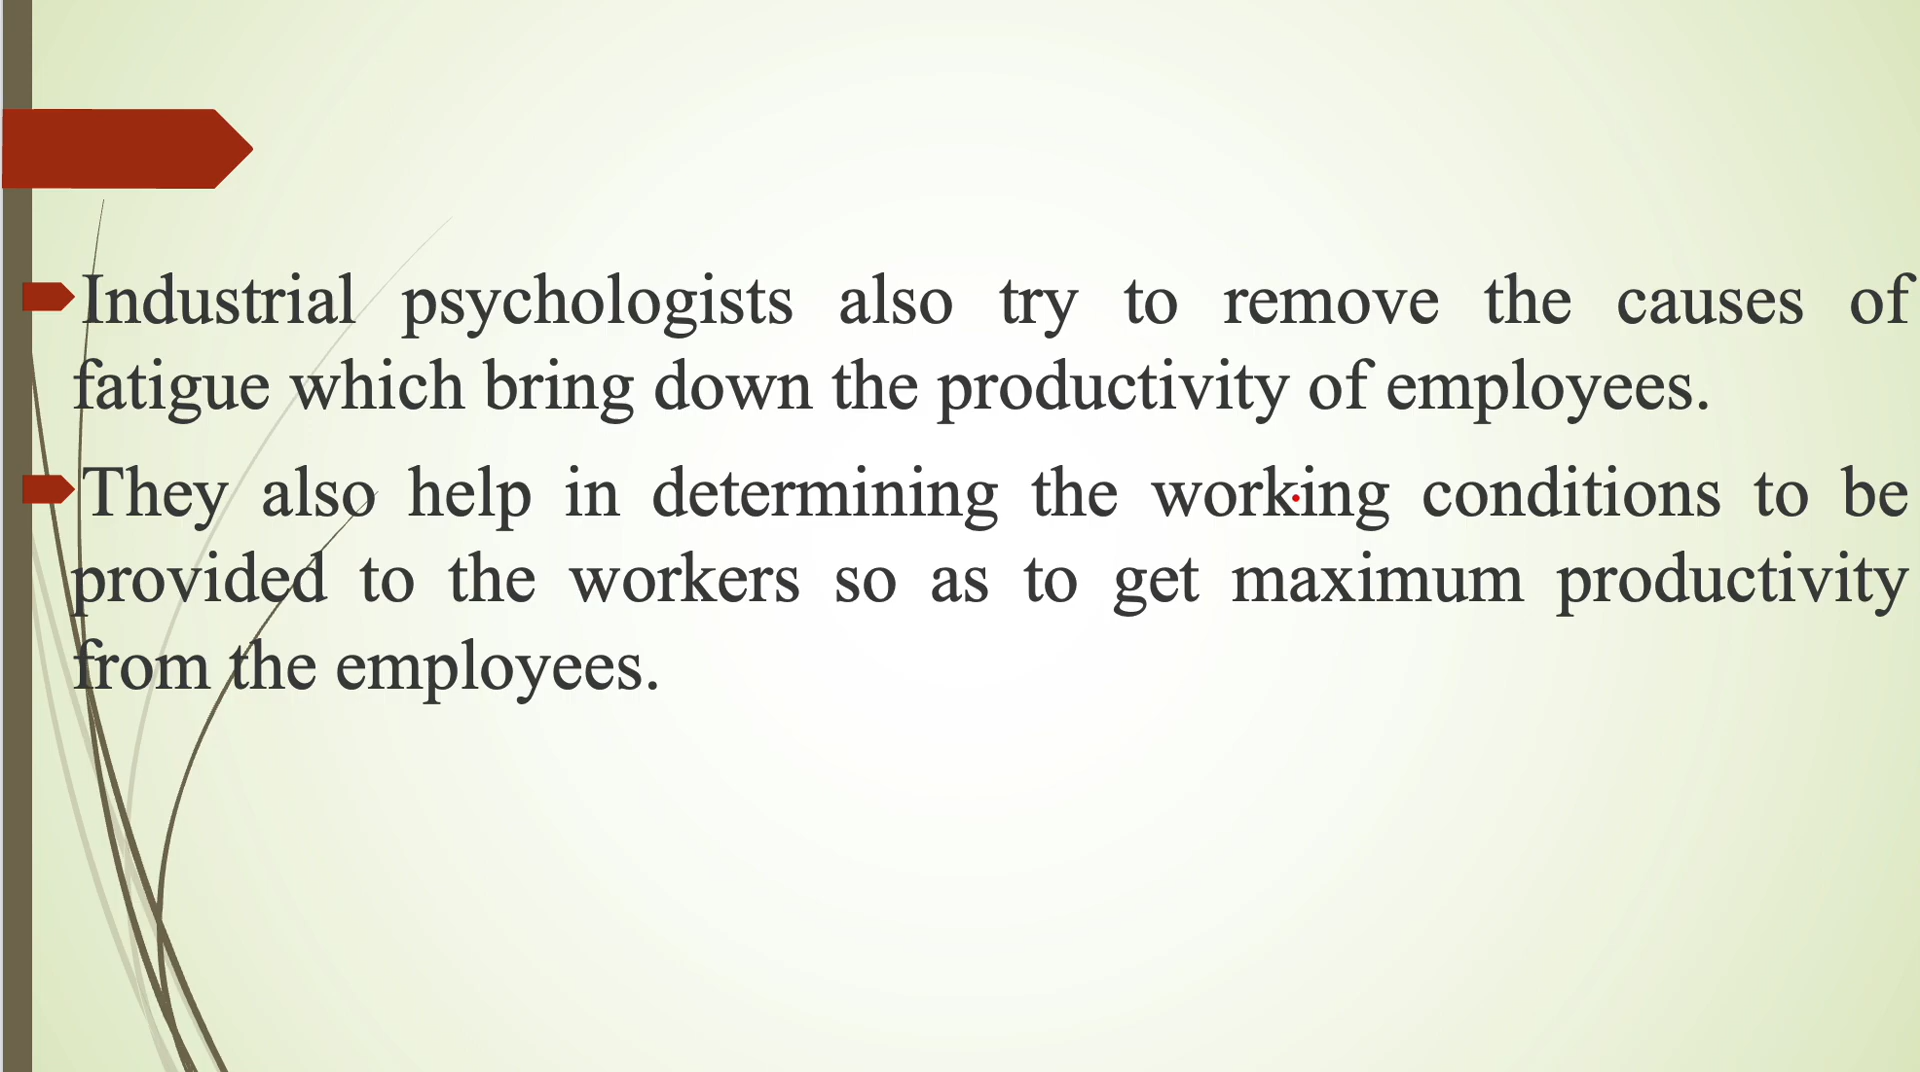 Industrial psychologists also try to remove the causes of
fatigue which bring down the productivity of employees.
They also help in determining the working conditions to be
provided to the workers so as to get maximum productivity
from the employees.